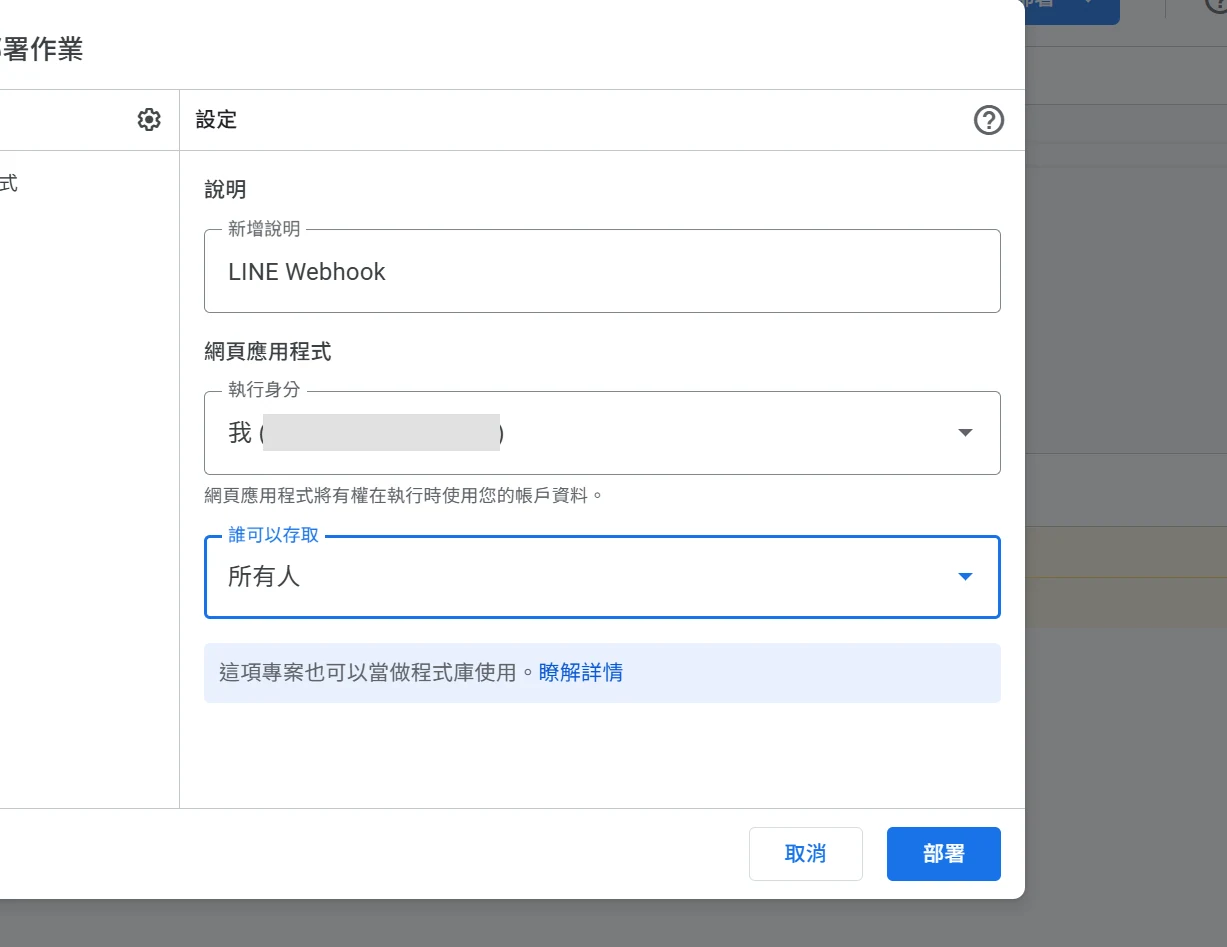 部署
署作業
設定
式
說明
新增說明
LINE Webhook
網頁應用程式
執行身分
我 ( )
網頁應用程式將有權在執行時使用您的帳戶資料。
誰可以存取
所有人
這項專案也可以當做程式庫使用。瞭解詳情
取消
部署